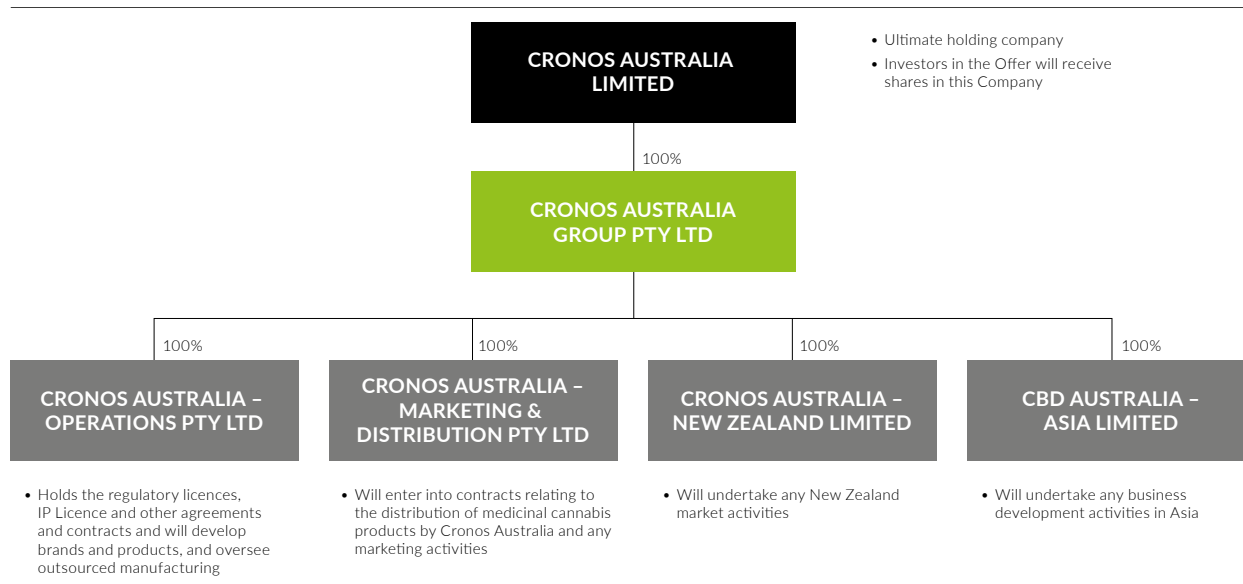 CRONOS AUSTRALIA
LIMITED
• Ultimate holding company
• Investors in the Offer will receive
shares in this Company
100%
CRONOS AUSTRALIA
GROUP PTY LTD
100%
100%
100%
100%
CRONOS AUSTRALIA –
OPERATIONS PTY LTD
CRONOS AUSTRALIA –
MARKETING &
DISTRIBUTION PTY LTD
CRONOS AUSTRALIA –
NEW ZEALAND LIMITED
CBD AUSTRALIA –
ASIA LIMITED
• Holds the regulatory licences,
IP Licence and other agreements
and contracts and will develop
brands and products, and oversee
outsourced manufacturing
• Will enter into contracts relating to
the distribution of medicinal cannabis
products by Cronos Australia and any
marketing activities
• Will undertake any New Zealand
market activities
• Will undertake any business
development activities in Asia